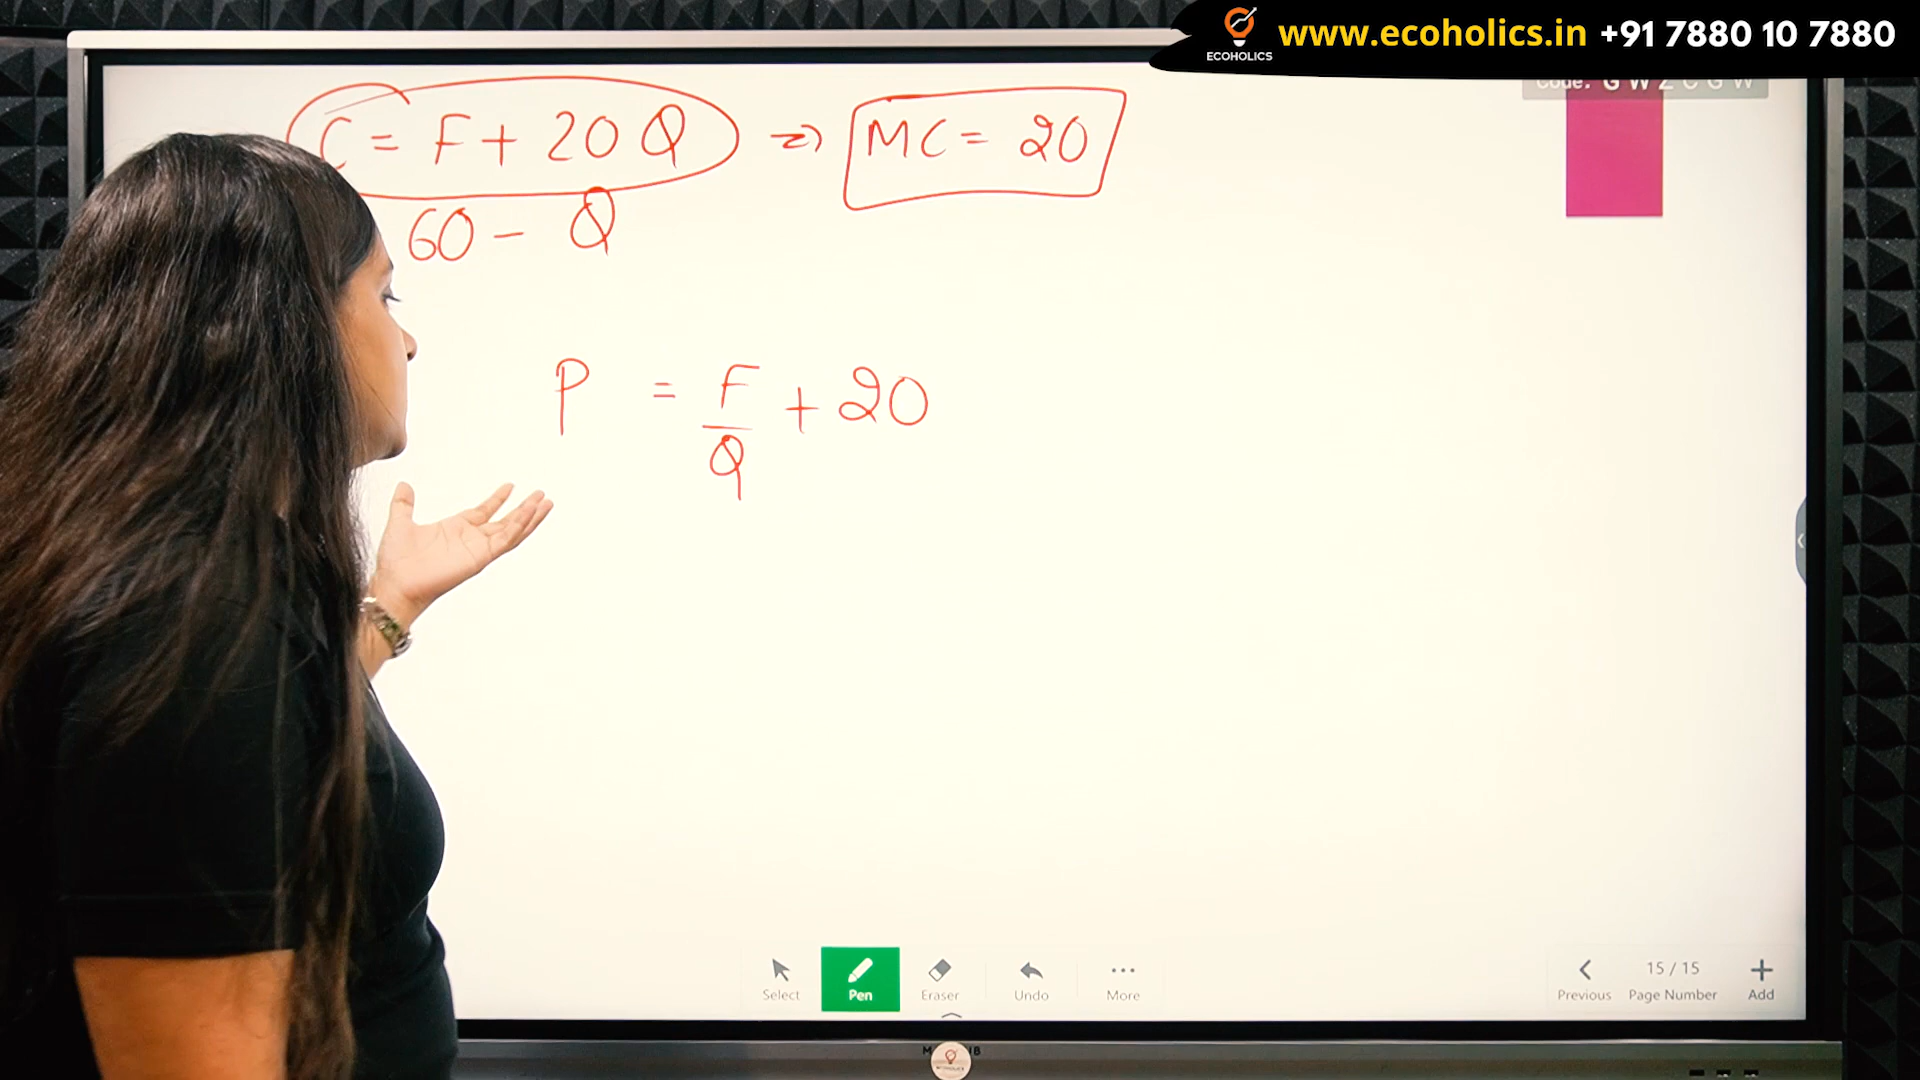 www.ecoholics.in +91 7880 10 7880
ECOHOLICS
Code: G W Z C G W
C = F + 20 Q ⇒ MC = 20
60 - Q
P = F/Q + 20
Select
Pen
Eraser
Undo
More
Previous
15 / 15
Page Number
Add